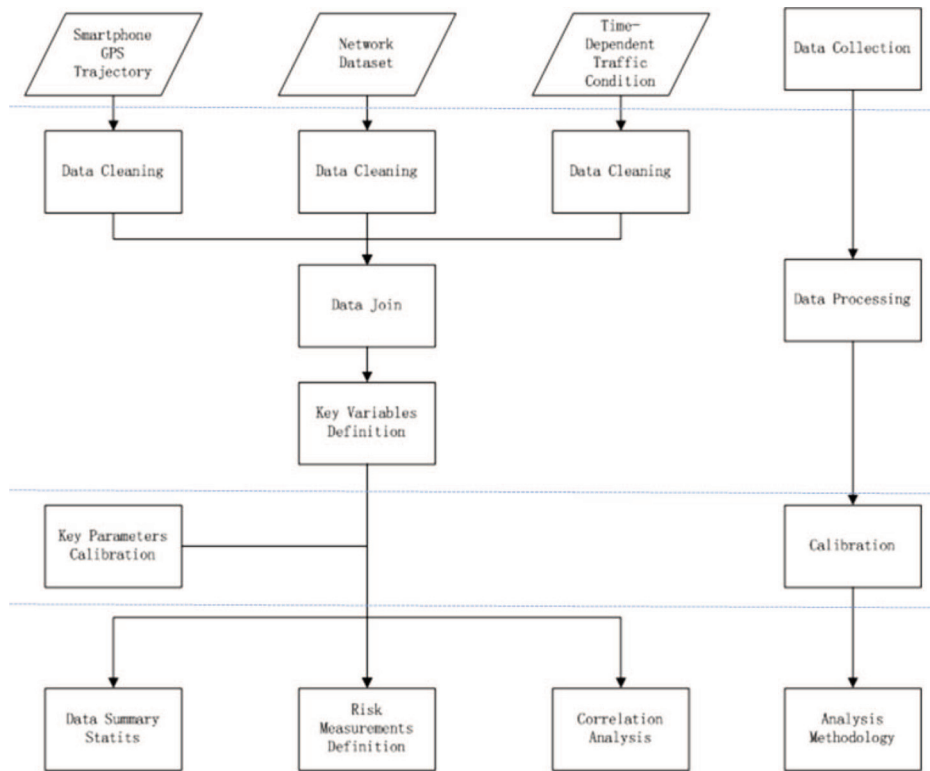 Smartphone
GPS
Trajectory
Network
Dataset
Time-
Dependent
Traffic
Condition
Data Collection
Data Cleaning
Data Cleaning
Data Cleaning
Data Join
Data Processing
Key Variables
Definition
Key Parameters
Calibration
Calibration
Data Summary
Statits
Risk
Measurements
Definition
Correlation
Analysis
Analysis
Methodology